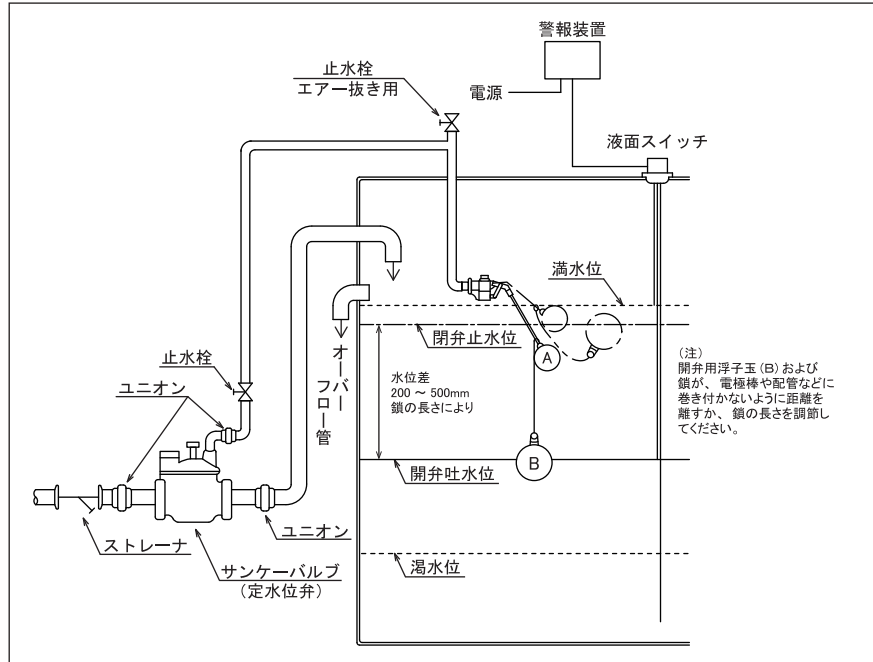 警報装置
電源
止水栓
エアー抜き用
液面スイッチ
満水位
閉弁止水位
A
水位差
200 ~ 500mm
鎖の長さにより
(注)
開弁用浮子玉(B)および
鎖が、電極棒や配管などに
巻き付かないように距離を
離すか、鎖の長さを調節し
てください。
オーバー
フロー管
止水栓
ユニオン
B
開弁吐水位
ストレーナ
ユニオン
サンケーバルブ
(定水位弁)
渇水位